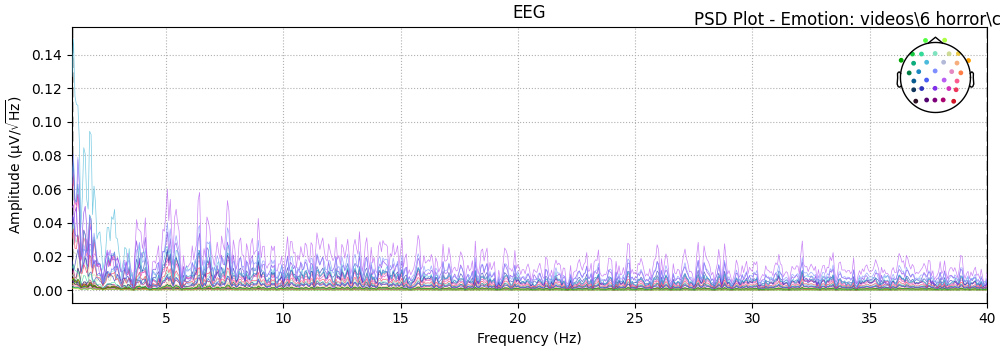 EEG
PSD Plot - Emotion: videos\6 horror\c
Amplitude (µV/√Hz)
0.14
0.12
0.10
0.08
0.06
0.04
0.02
0.00
5 10 15 20 25 30 35 40
Frequency (Hz)